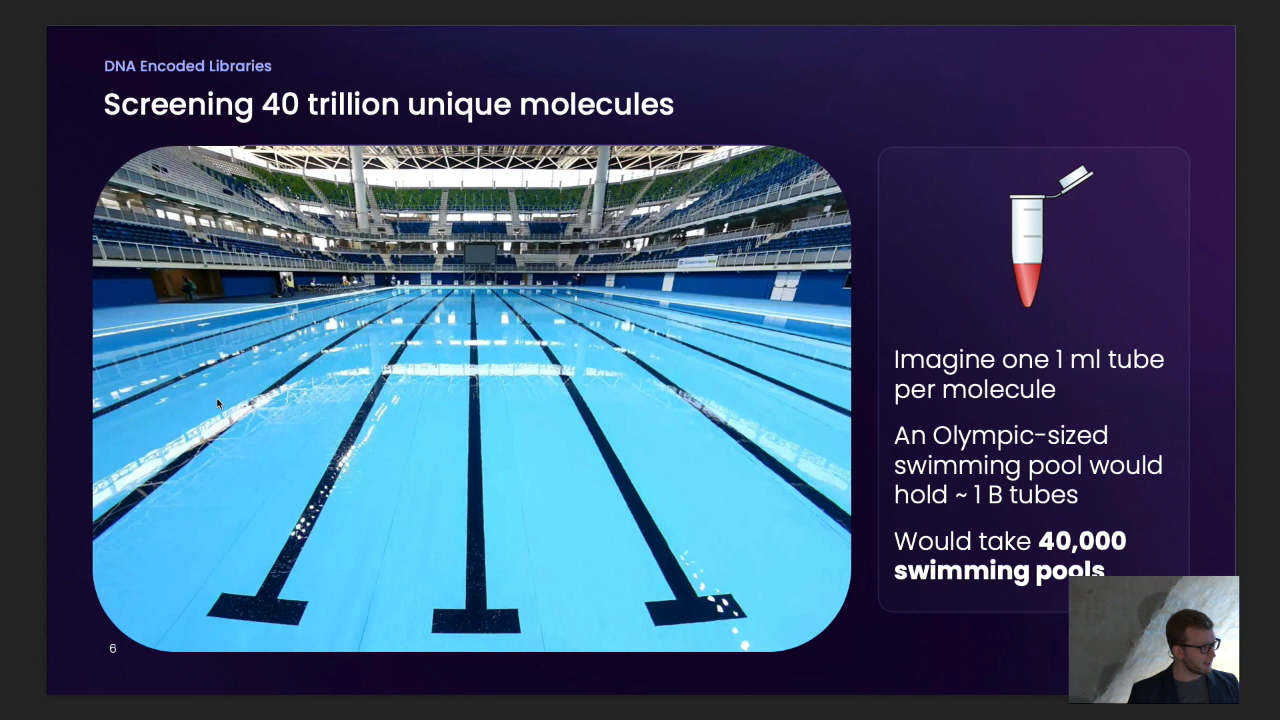 DNA Encoded Libraries
Screening 40 trillion unique molecules
Imagine one 1 ml tube
per molecule
An Olympic-sized
swimming pool would
hold ~ 1 B tubes
Would take 40,000
swimming pools
6